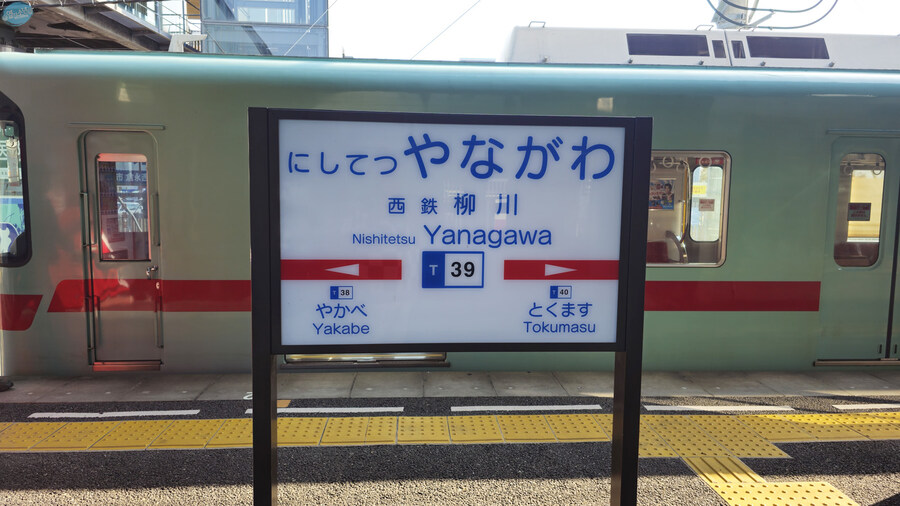 にしてつやながわ
西鉄柳川
Nishitetsu Yanagawa
T 39
T 38
やかべ
Yakabe
T 40
とくます
Tokumasu